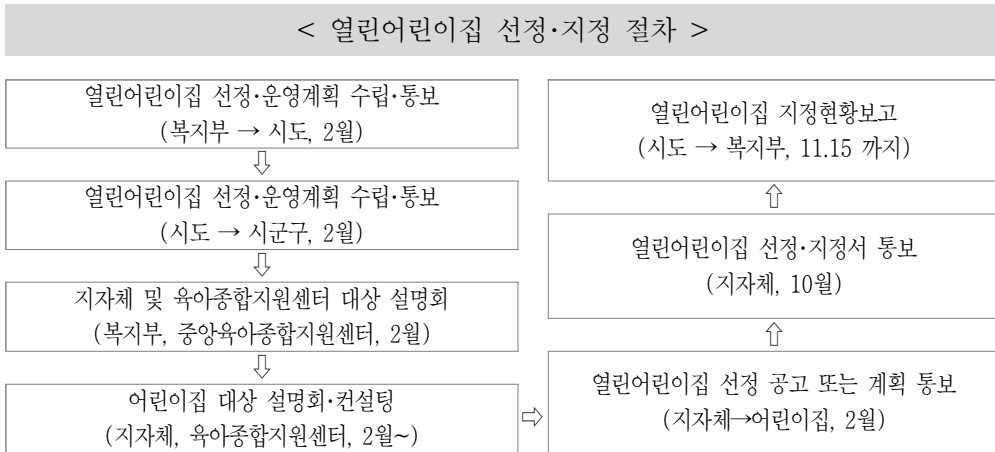 < 열린어린이집 선정·지정 절차 >
열린어린이집 선정·운영계획 수립·통보
(복지부 → 시도, 2월)
⇩
열린어린이집 선정·운영계획 수립·통보
(시도 → 시군구, 2월)
⇩
지자체 및 육아종합지원센터 대상 설명회
(복지부, 중앙육아종합지원센터, 2월)
⇩
어린이집 대상 설명회·컨설팅
(지자체, 육아종합지원센터, 2월~)
⇨
열린어린이집 선정 공고 또는 계획 통보
(지자체→어린이집, 2월)
⇧
열린어린이집 선정·지정서 통보
(지자체, 10월)
⇧
열린어린이집 지정현황보고
(시도 → 복지부, 11.15 까지)